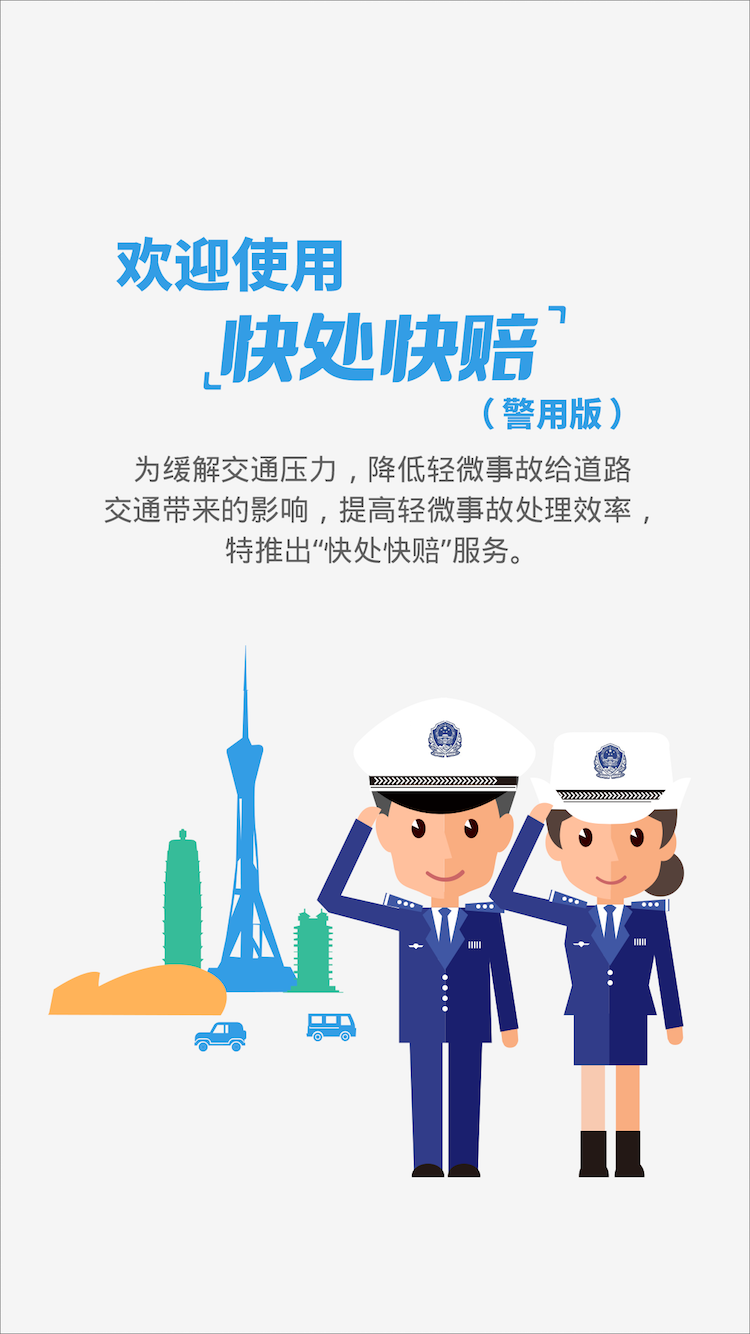 欢迎使用
「快处快赔」
（警用版）
为缓解交通压力，降低轻微事故给道路
交通带来的影响，提高轻微事故处理效率，
特推出“快处快赔”服务。